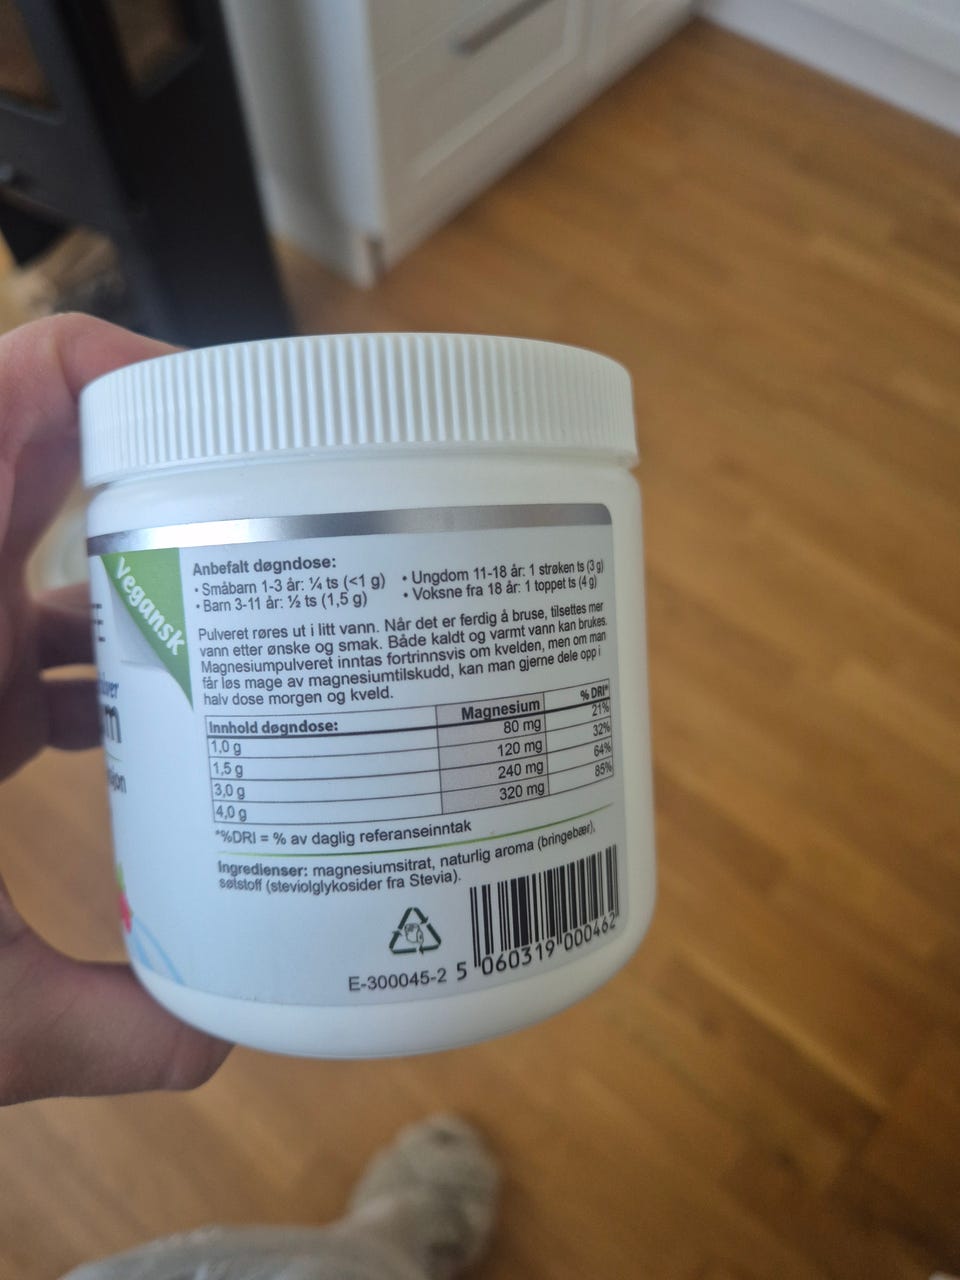 Vegansk
Anbefalt døgndose:
• Småbarn 1-3 år: ¼ ts (<1 g)
• Barn 3-11 år: ½ ts (1,5 g)
• Ungdom 11-18 år: 1 strøken ts (3 g)
• Voksne fra 18 år: 1 toppet ts (4 g)
Pulveret røres ut i litt vann. Når det er ferdig å bruse, tilsettes mer
vann etter ønske og smak. Både kaldt og varmt vann kan brukes.
Magnesiumpulveret inntas fortrinnsvis om kvelden, men om man
får løs mage av magnesiumtilskudd, kan man gjerne dele opp i
halv dose morgen og kveld.
Innhold døgndose: Magnesium % DRI*
1,0 g 80 mg 21%
1,5 g 120 mg 32%
3,0 g 240 mg 64%
4,0 g 320 mg 85%
*%DRI = % av daglig referanseinntak
Ingredienser: magnesiumsitrat, naturlig aroma (bringebær),
søtstoff (steviolglykosider fra Stevia).
E-300045-2
5 060319 000462